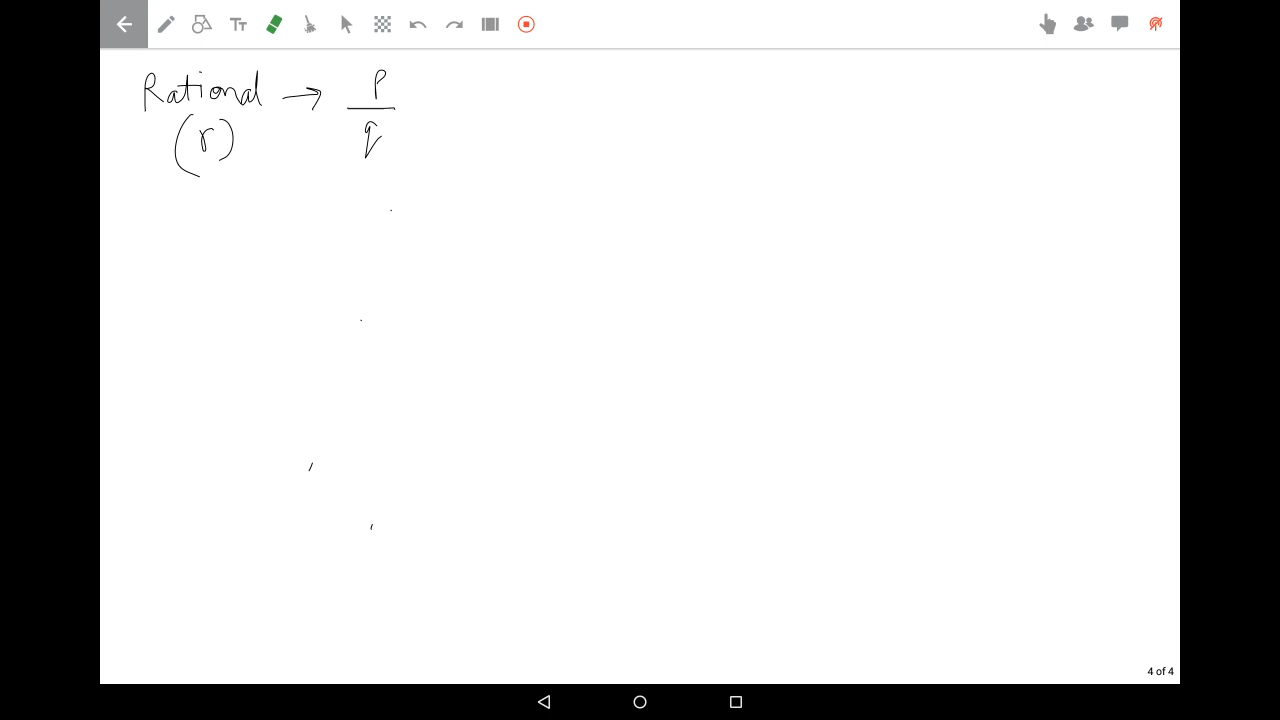 Rational → p/q
(r)
4 of 4